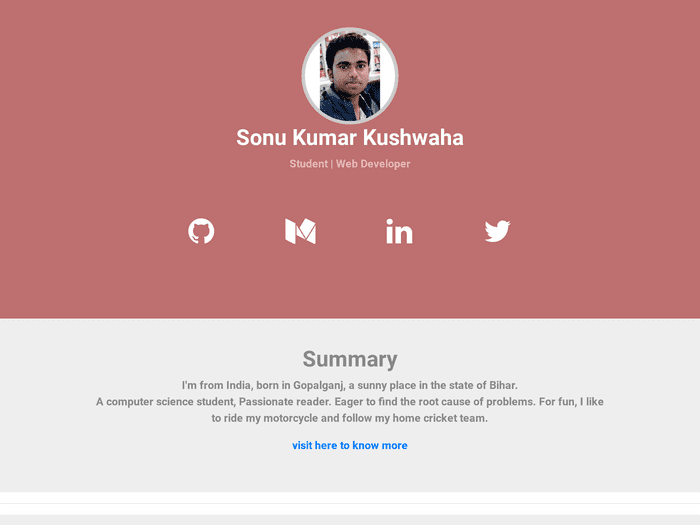 Sonu Kumar Kushwaha
Student | Web Developer
in
Summary
I'm from India, born in Gopalganj, a sunny place in the state of Bihar.
A computer science student, Passionate reader. Eager to find the root cause of problems. For fun, I like
to ride my motorcycle and follow my home cricket team.
visit here to know more